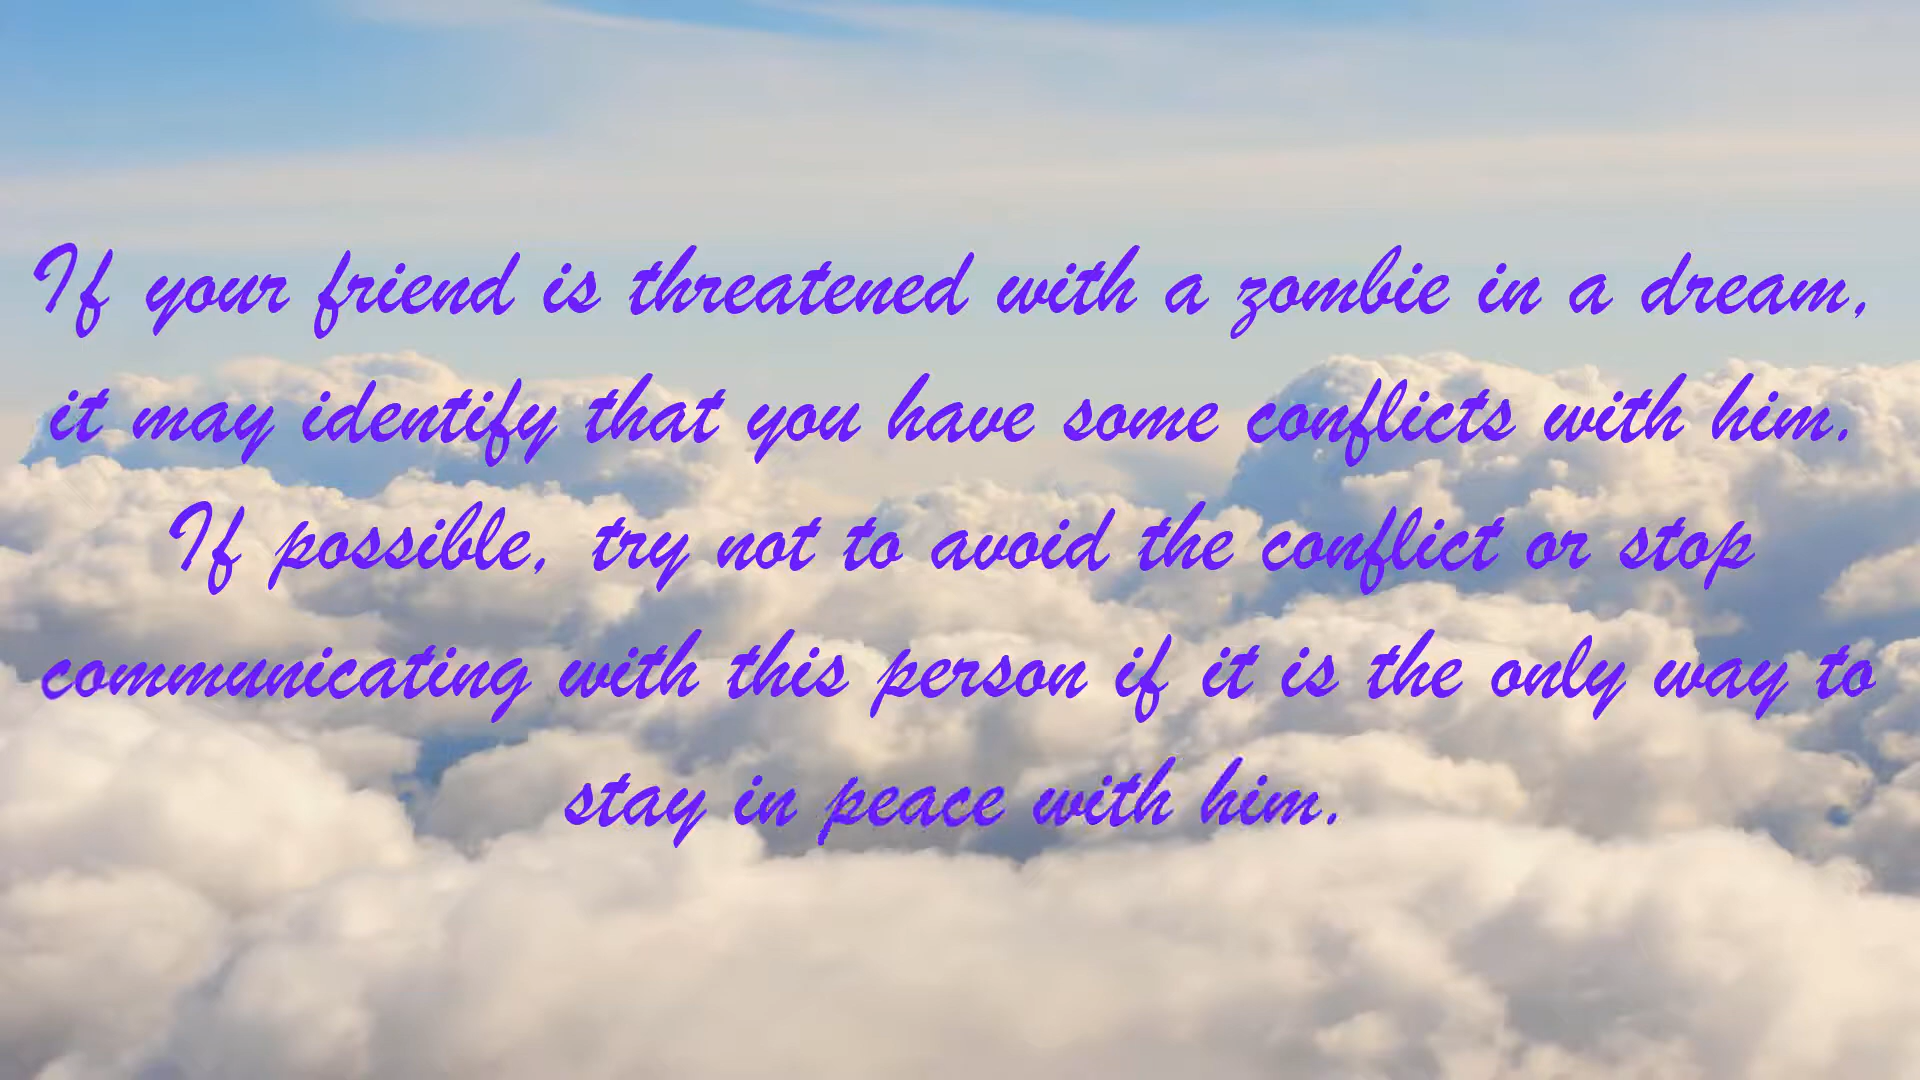 If your friend is threatened with a zombie in a dream,
it may identify that you have some conflicts with him.
If possible, try not to avoid the conflict or stop
communicating with this person if it is the only way to
stay in peace with him.